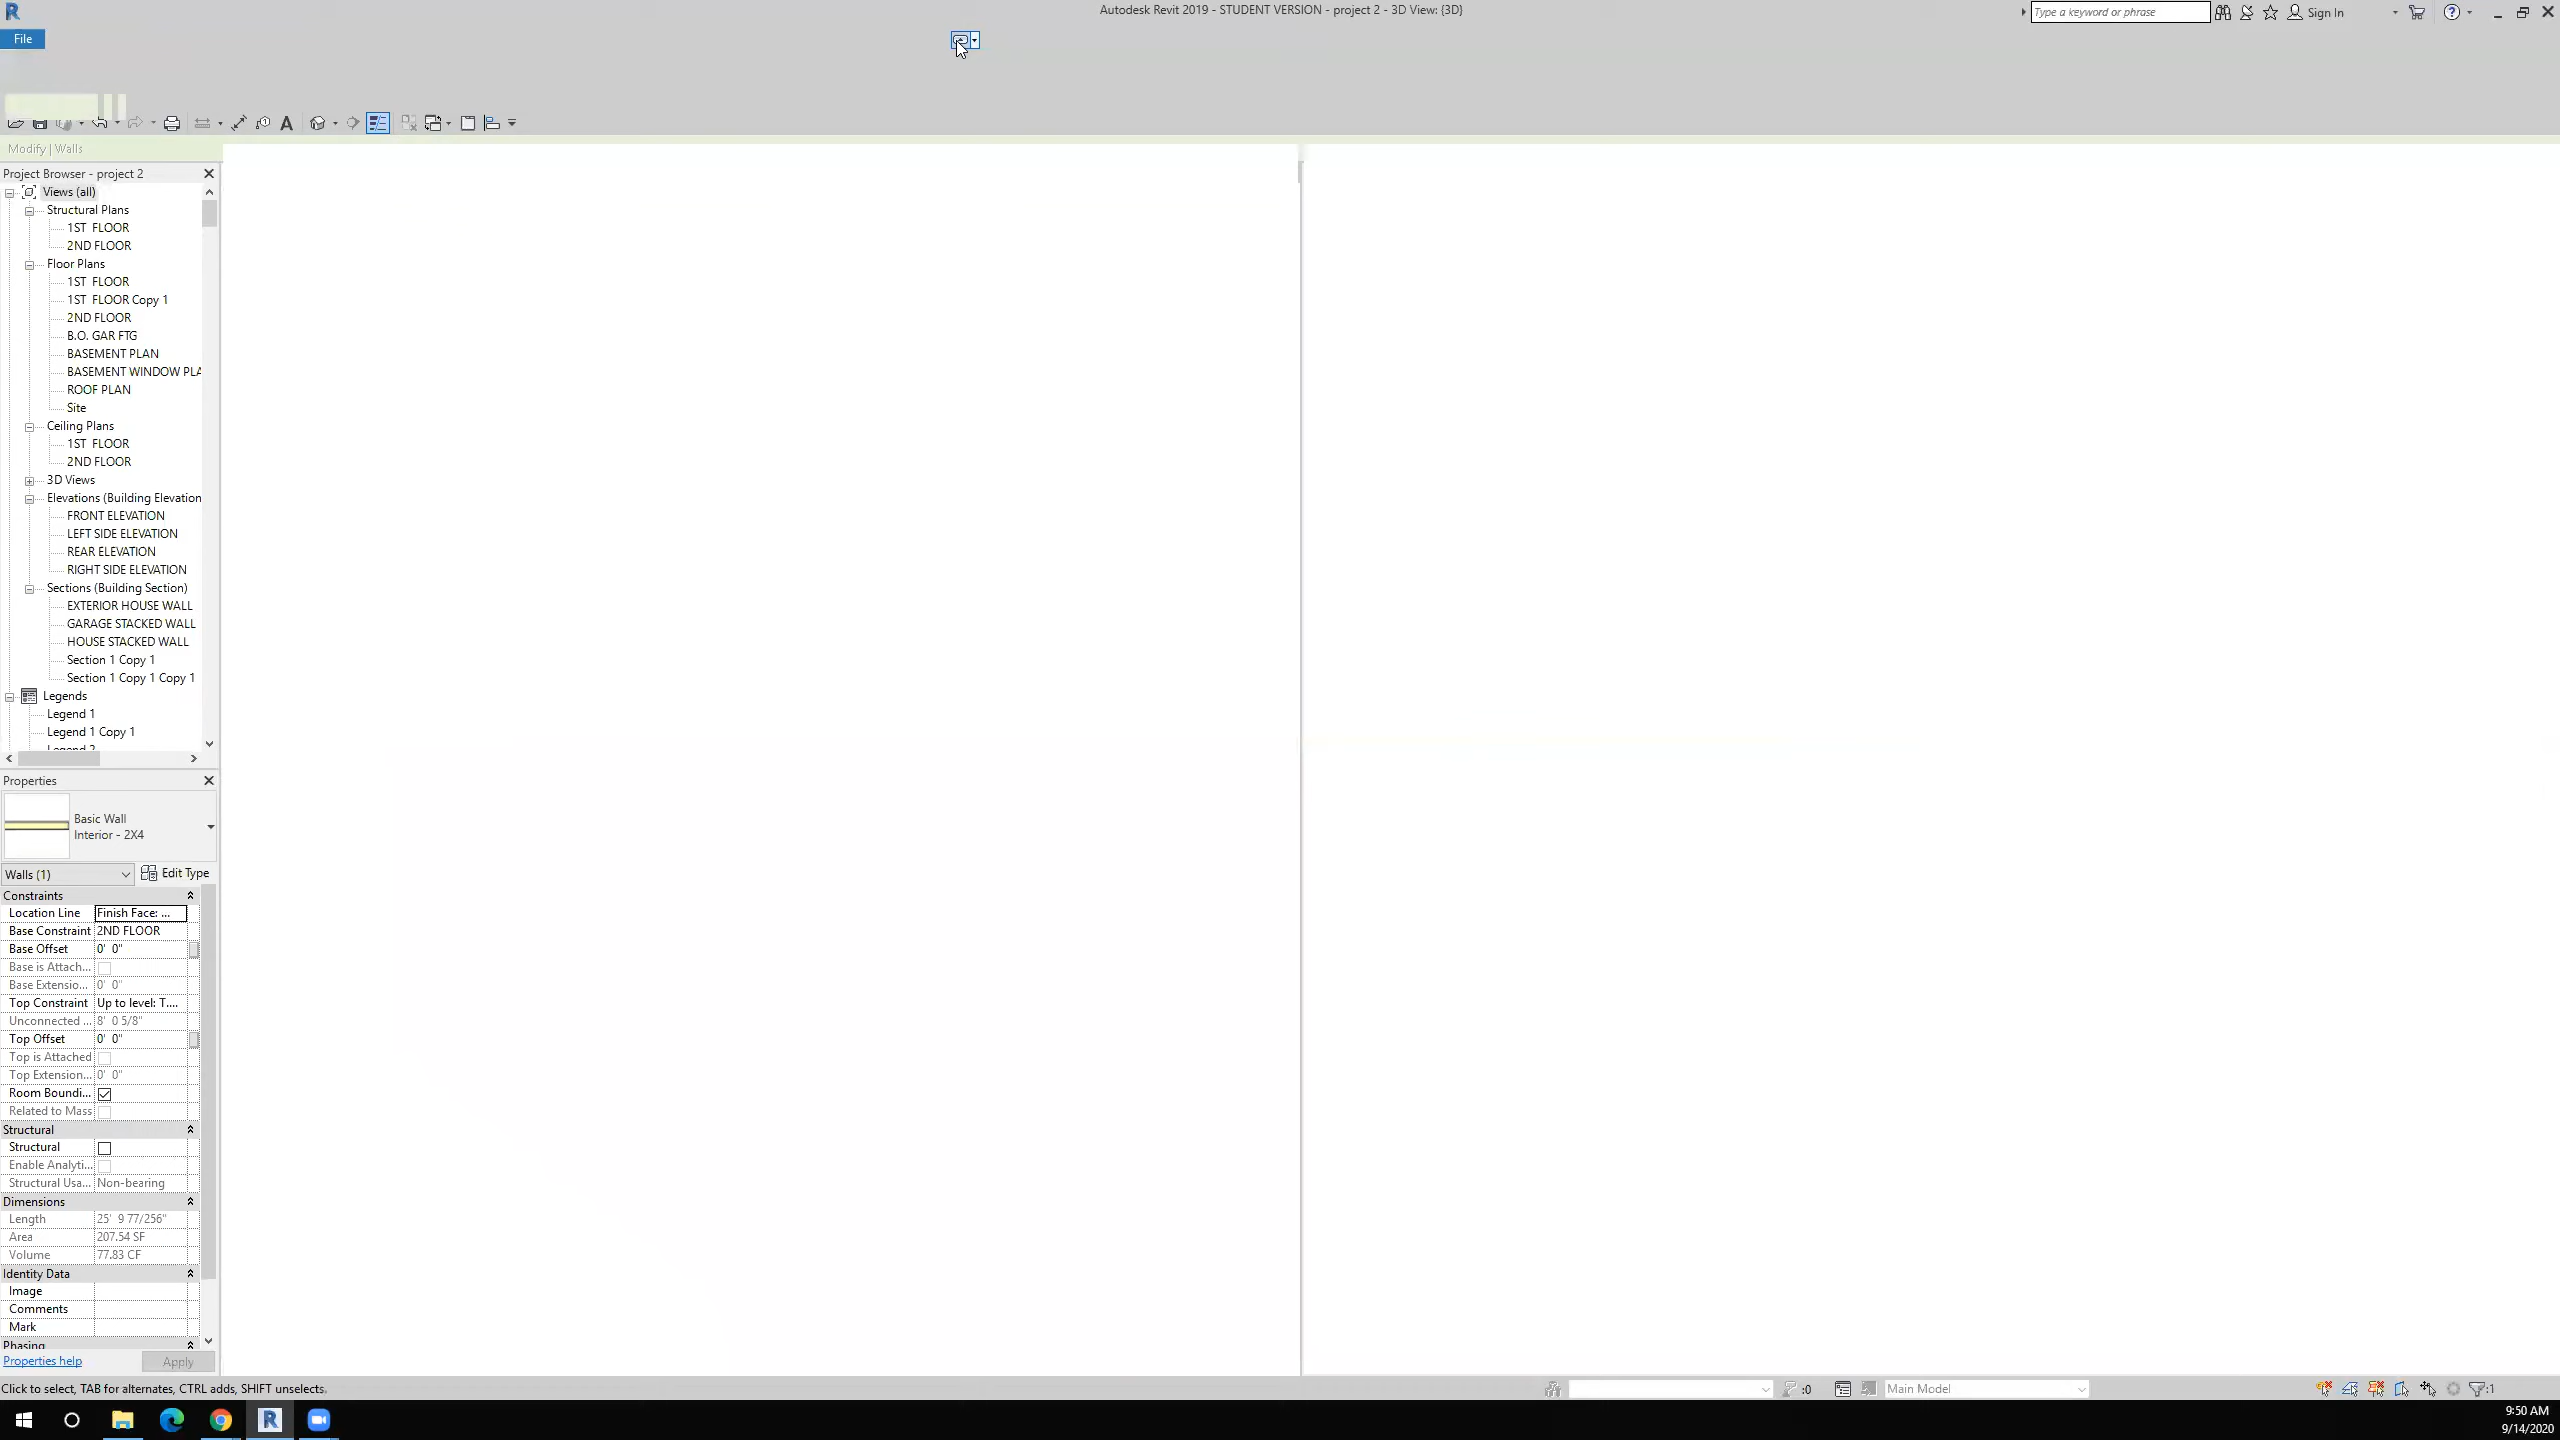 Autodesk Revit 2019 - STUDENT VERSION - project 2 - 3D View: {3D}
Type a keyword or phrase
Sign In
File
Modify | Walls
Project Browser - project 2
Views (all)
Structural Plans
1ST  FLOOR
2ND FLOOR
Floor Plans
1ST  FLOOR
1ST  FLOOR Copy 1
2ND FLOOR
B.O. GAR FTG
BASEMENT PLAN
BASEMENT WINDOW PLA
ROOF PLAN
Site
Ceiling Plans
1ST  FLOOR
2ND FLOOR
3D Views
Elevations (Building Elevation
FRONT ELEVATION
LEFT SIDE ELEVATION
REAR ELEVATION
RIGHT SIDE ELEVATION
Sections (Building Section)
EXTERIOR HOUSE WALL
GARAGE STACKED WALL
HOUSE STACKED WALL
Section 1 Copy 1
Section 1 Copy 1 Copy 1
Legends
Legend 1
Legend 1 Copy 1
Legend 2
Properties
Basic Wall
Interior - 2X4
Walls (1)
Edit Type
Constraints
Location Line Finish Face: ...
Base Constraint 2ND FLOOR
Base Offset 0'  0"
Base is Attach...
Base Extensio... 0'  0"
Top Constraint Up to level: T....
Unconnected ... 8'  0 5/8"
Top Offset 0'  0"
Top is Attached
Top Extension... 0'  0"
Room Boundi...
Related to Mass
Structural
Structural
Enable Analyti...
Structural Usa... Non-bearing
Dimensions
Length 25'  9 77/256"
Area 207.54 SF
Volume 77.83 CF
Identity Data
Image
Comments
Mark
Phasing
Properties help
Apply
Click to select, TAB for alternates, CTRL adds, SHIFT unselects.
:0
Main Model
:1
9:50 AM
9/14/2020